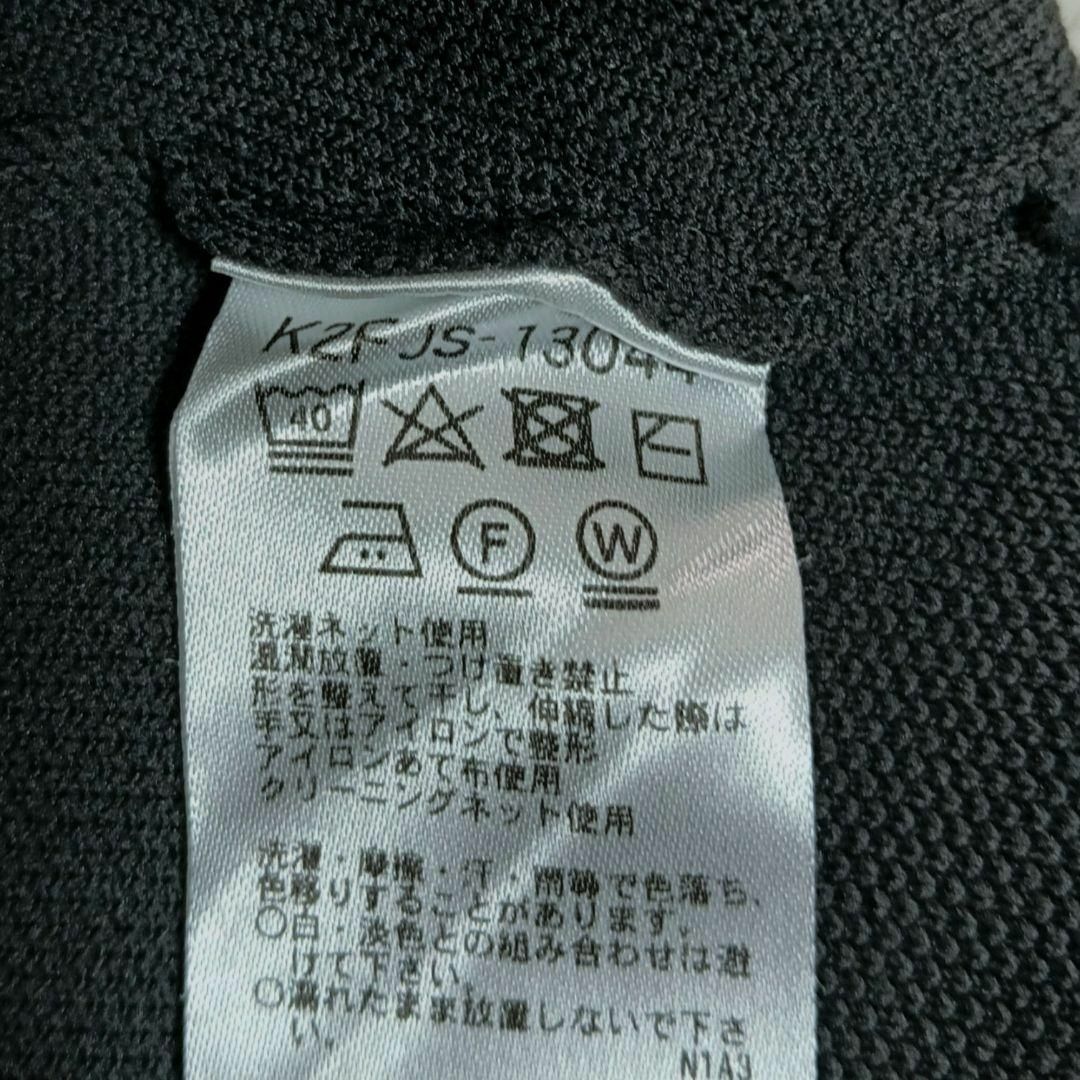 K2FJS-13044
40
F W
洗濯ネット使用
湿潤放置・つけ置き禁止
形を整えて干し、伸縮した際は
手又はアイロンで整形
アイロンあて布使用
クリーニングネット使用
洗濯・摩擦・汗・雨等で色落ち、
色移りすることがあります。
○白・淡色との組み合わせは避
けて下さい。
○濡れたまま放置しないで下さ
い。
N1A3